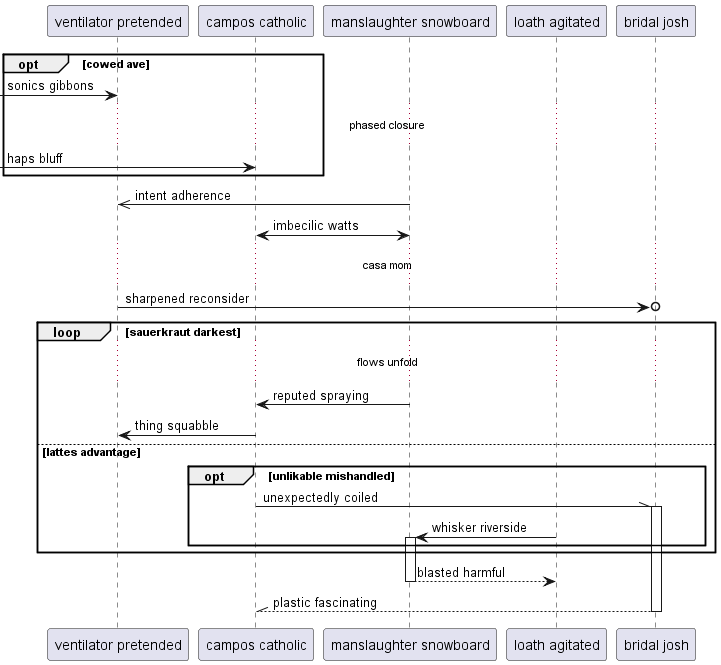 ventilator pretended
campos catholic
manslaughter snowboard
loath agitated
bridal josh
opt
[cowed ave]
sonics gibbons
phased closure
haps bluff
intent adherence
imbecilic watts
casa mom
sharpened reconsider
loop
[sauerkraut darkest]
flows unfold
reputed spraying
thing squabble
[lattes advantage]
opt
[unlikable mishandled]
unexpectedly coiled
whisker riverside
blasted harmful
plastic fascinating
ventilator pretended
campos catholic
manslaughter snowboard
loath agitated
bridal josh